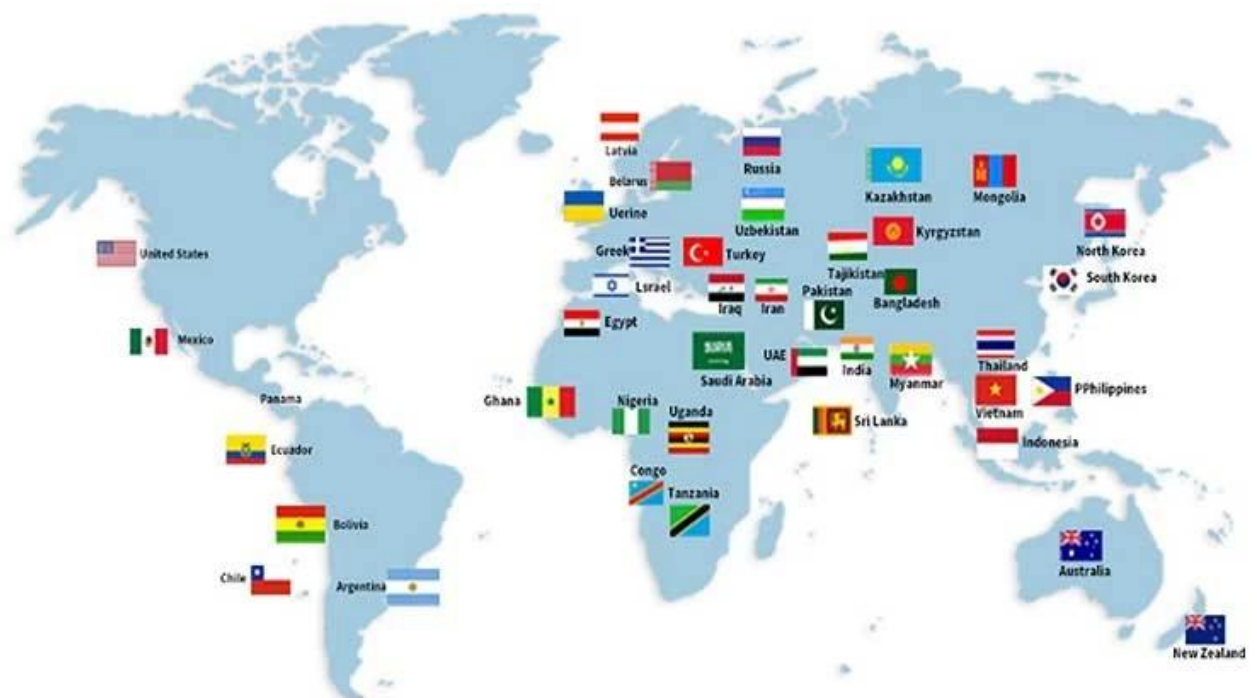 Latvia
Russia
Belarus
Kazakhstan
Mongolia
Uerine
Uzbekistan
Kyrgyzstan
United States
Greek
Turkey
Tajikistan
North Korea
Lsrael
Iraq
Iran
Pakistan
Bangladesh
South Korea
Egypt
Mexico
Saudi Arabia
UAE
India
Myanmar
Thailand
Panama
Ghana
Nigeria
Uganda
Sri Lanka
Vietnam
PPhilippines
Ecuador
Indonesia
Congo
Tanzania
Bolivia
Chile
Argentina
Australia
New Zealand